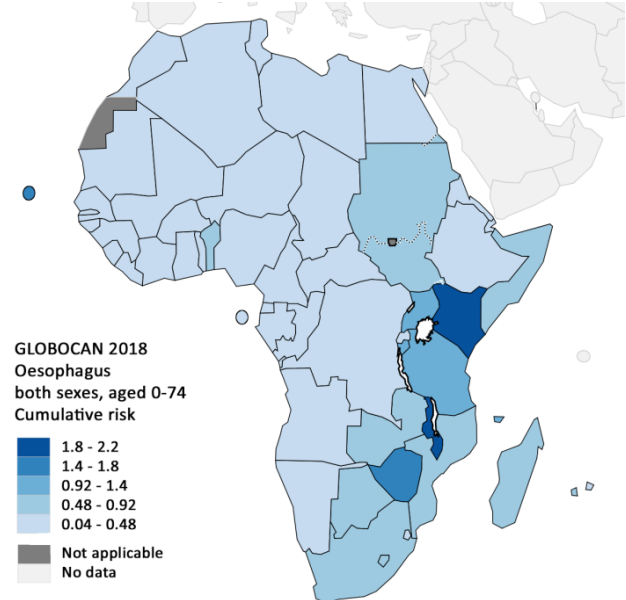 GLOBOCAN 2018
Oesophagus
both sexes, aged 0-74
Cumulative risk
1.8 - 2.2
1.4 - 1.8
0.92 - 1.4
0.48 - 0.92
0.04 - 0.48
Not applicable
No data